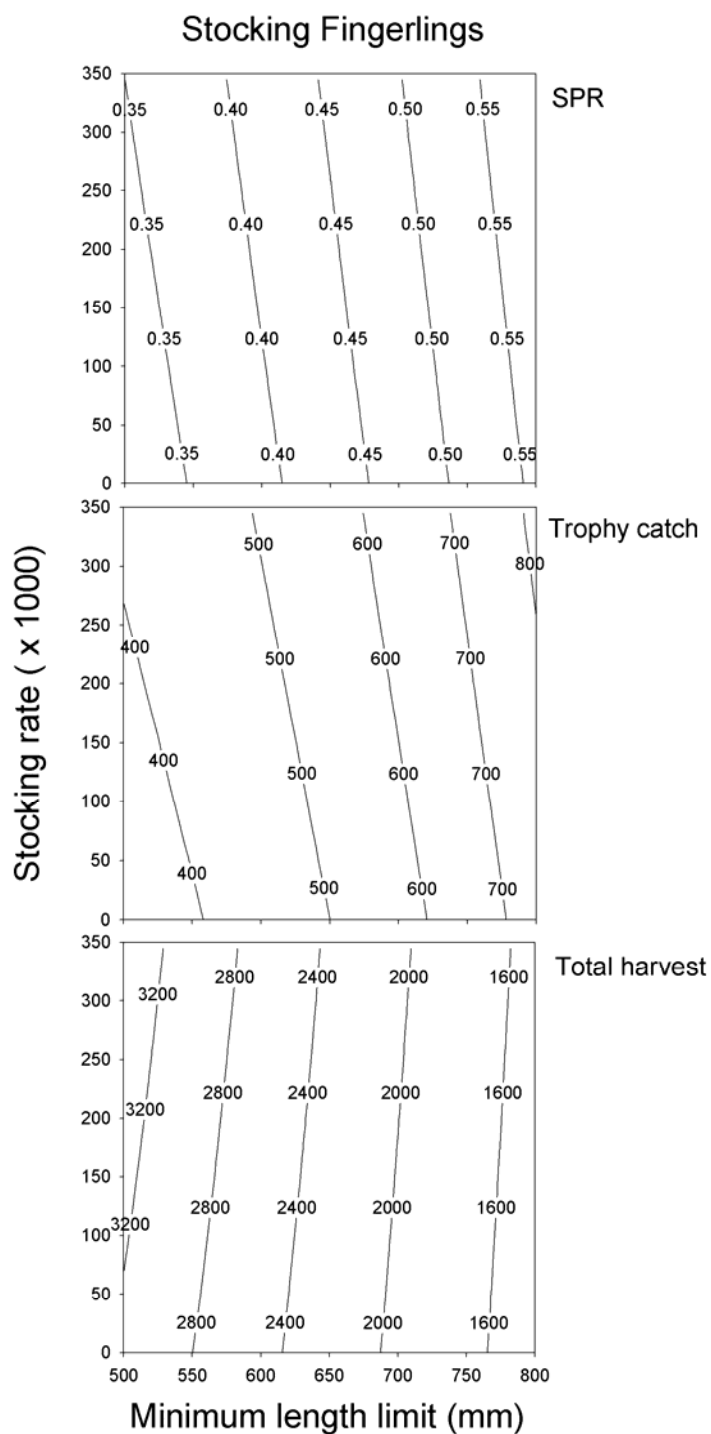 Stocking Fingerlings
SPR
350
300
250
200
150
100
50
0
0.35 0.40 0.45 0.50 0.55
0.35 0.40 0.45 0.50 0.55
0.35 0.40 0.45 0.50 0.55
0.35 0.40 0.45 0.50 0.55
Trophy catch
350
300
250
200
150
100
50
0
500 600 700 800
400 500 600 700
400 500 600 700
400 500 600 700
Total harvest
350
300
250
200
150
100
50
0
3200 2800 2400 2000 1600
3200 2800 2400 2000 1600
3200 2800 2400 2000 1600
2800 2400 2000 1600
500 550 600 650 700 750 800
Stocking rate ( x 1000)
Minimum length limit (mm)